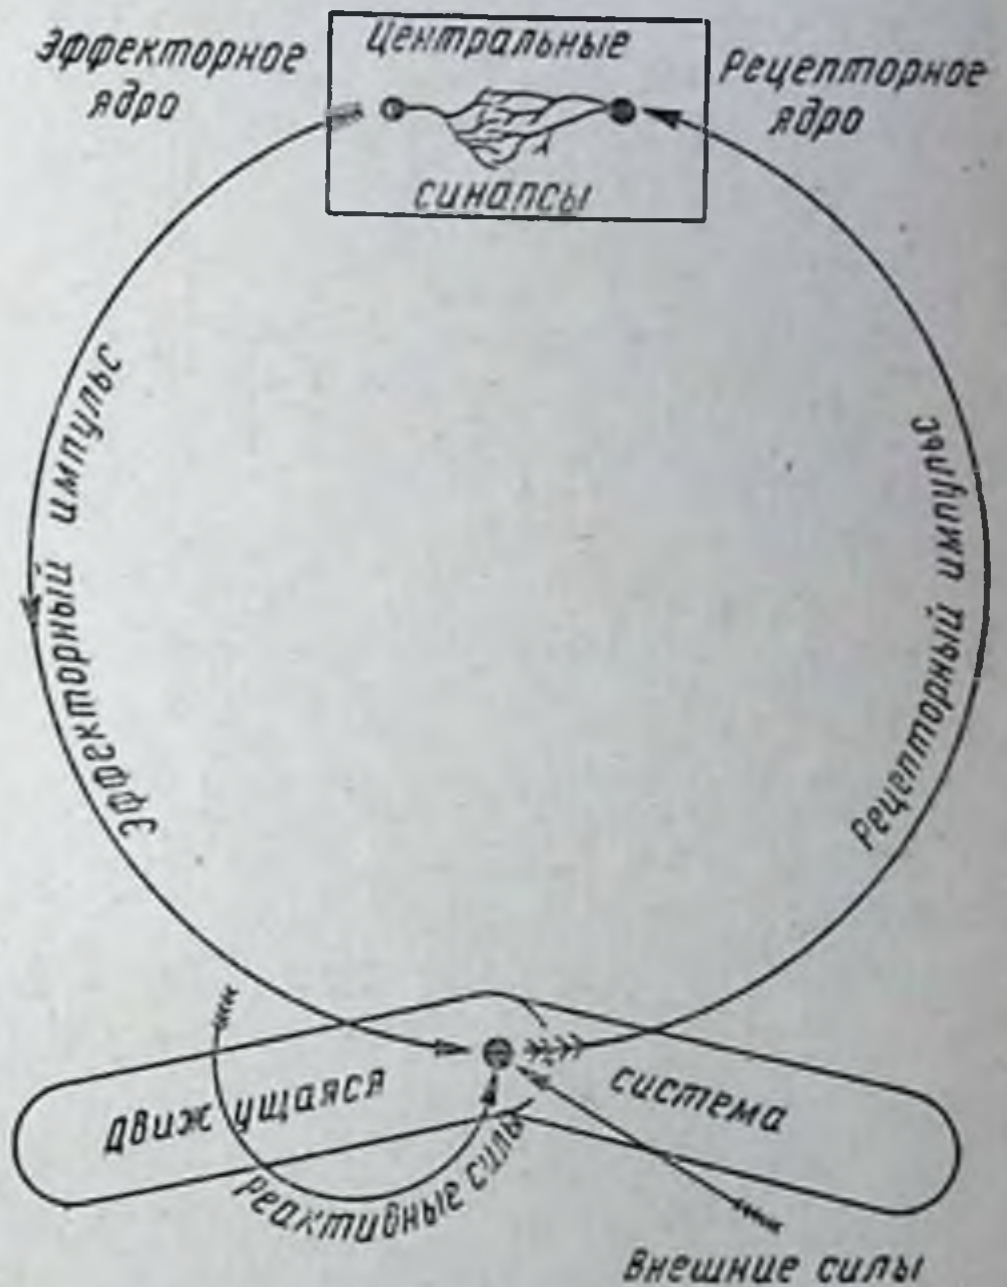 Эффекторное
ядро
Центральные
синапсы
Рецепторное
ядро
Эффекторный импульс
Рецепторный импульс
движущаяся
система
Реактивные силы
Внешние силы